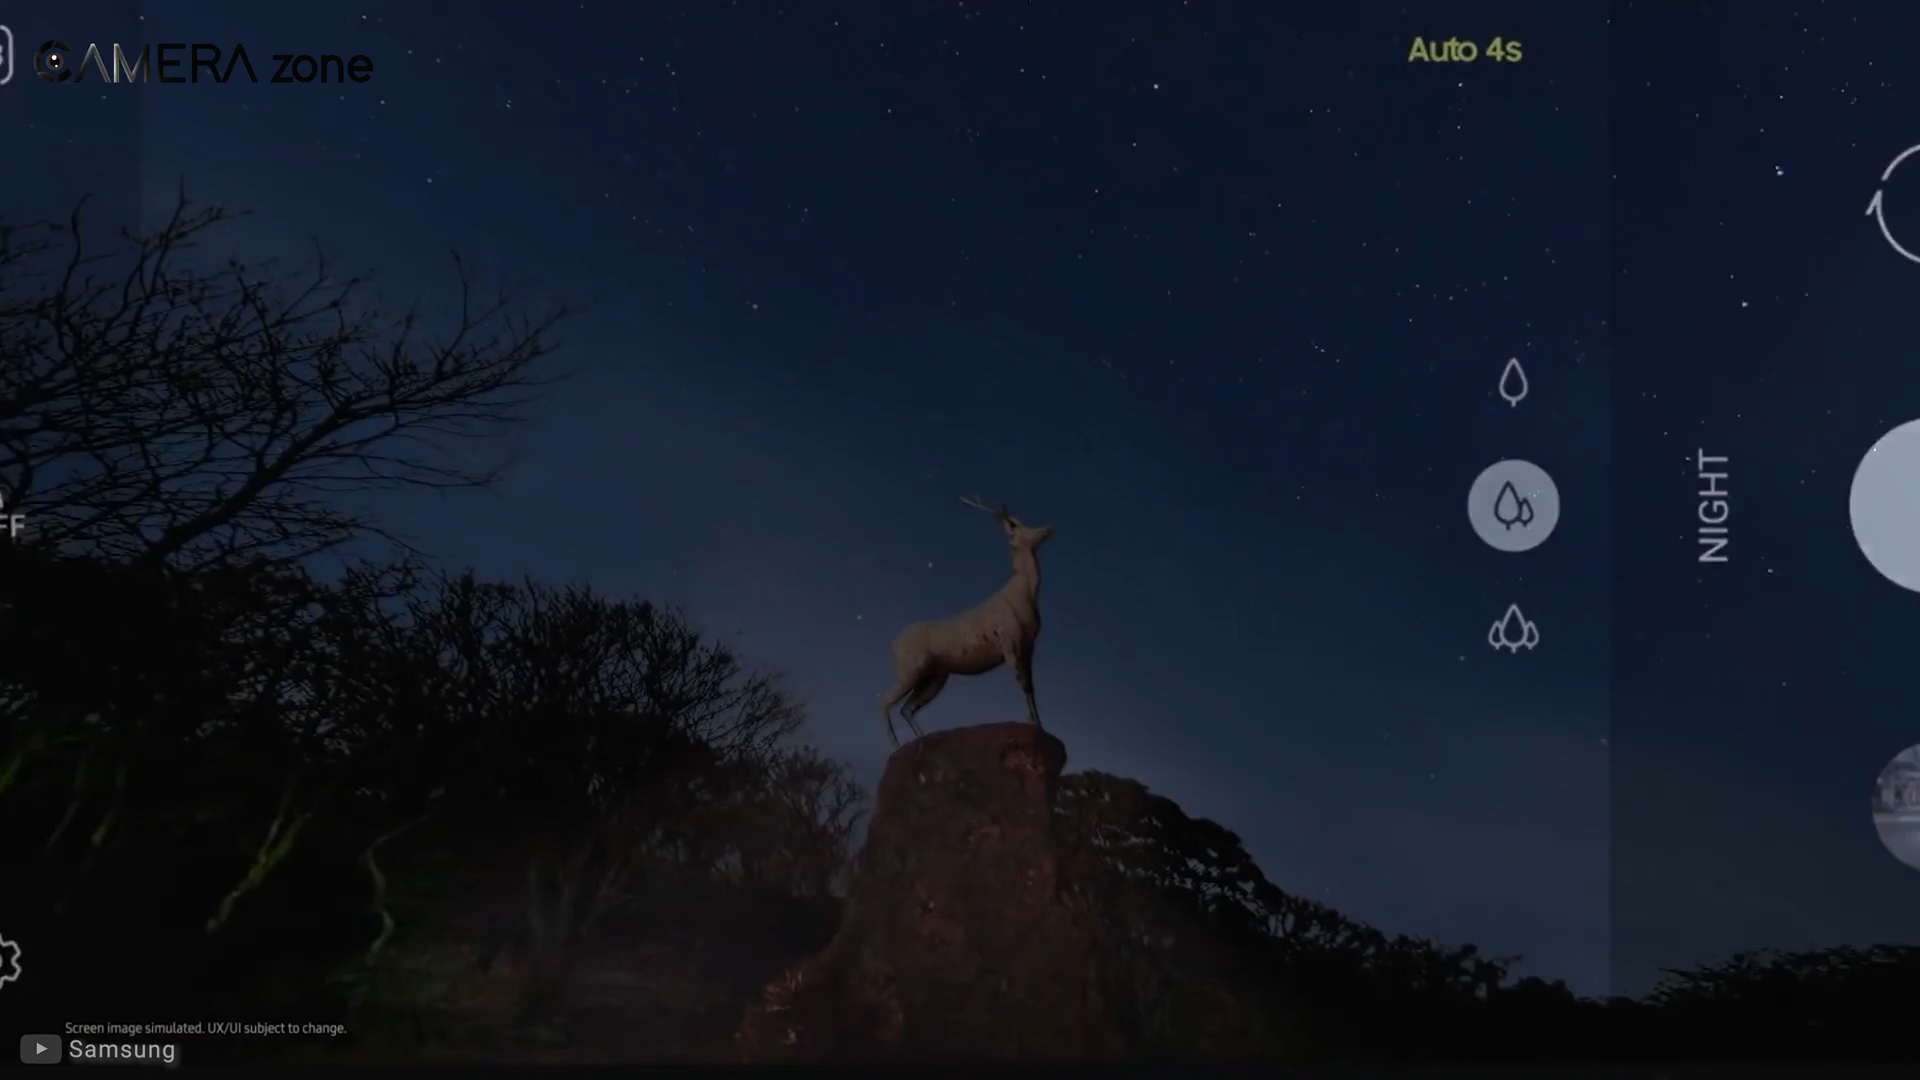 CAMERA zone
Auto 4s
NIGHT
Screen image simulated. UX/UI subject to change.
Samsung